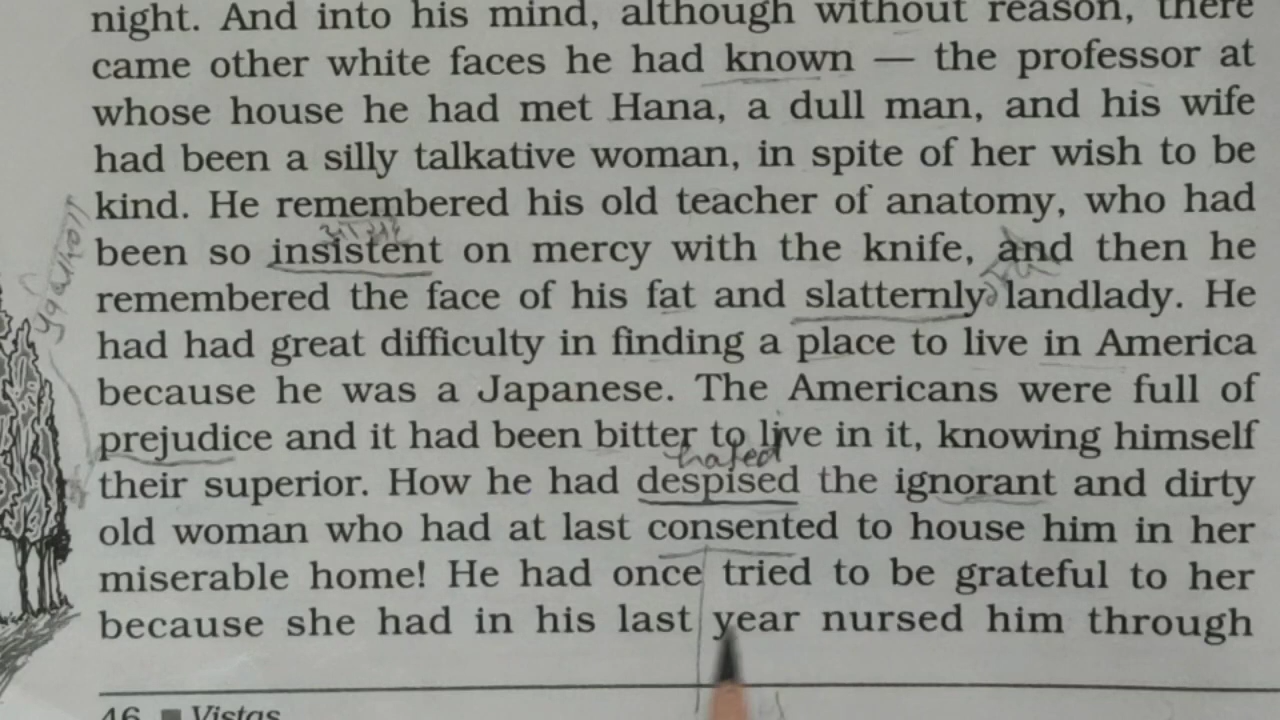 night. And into his mind, although without reason, there
came other white faces he had known — the professor at
whose house he had met Hana, a dull man, and his wife
had been a silly talkative woman, in spite of her wish to be
kind. He remembered his old teacher of anatomy, who had
been so insistent on mercy with the knife, and then he
remembered the face of his fat and slatternly landlady. He
had had great difficulty in finding a place to live in America
because he was a Japanese. The Americans were full of
prejudice and it had been bitter to live in it, knowing himself
hated
their superior. How he had despised the ignorant and dirty
old woman who had at last consented to house him in her
miserable home! He had once tried to be grateful to her
because she had in his last year nursed him through
46 ■ Vistas